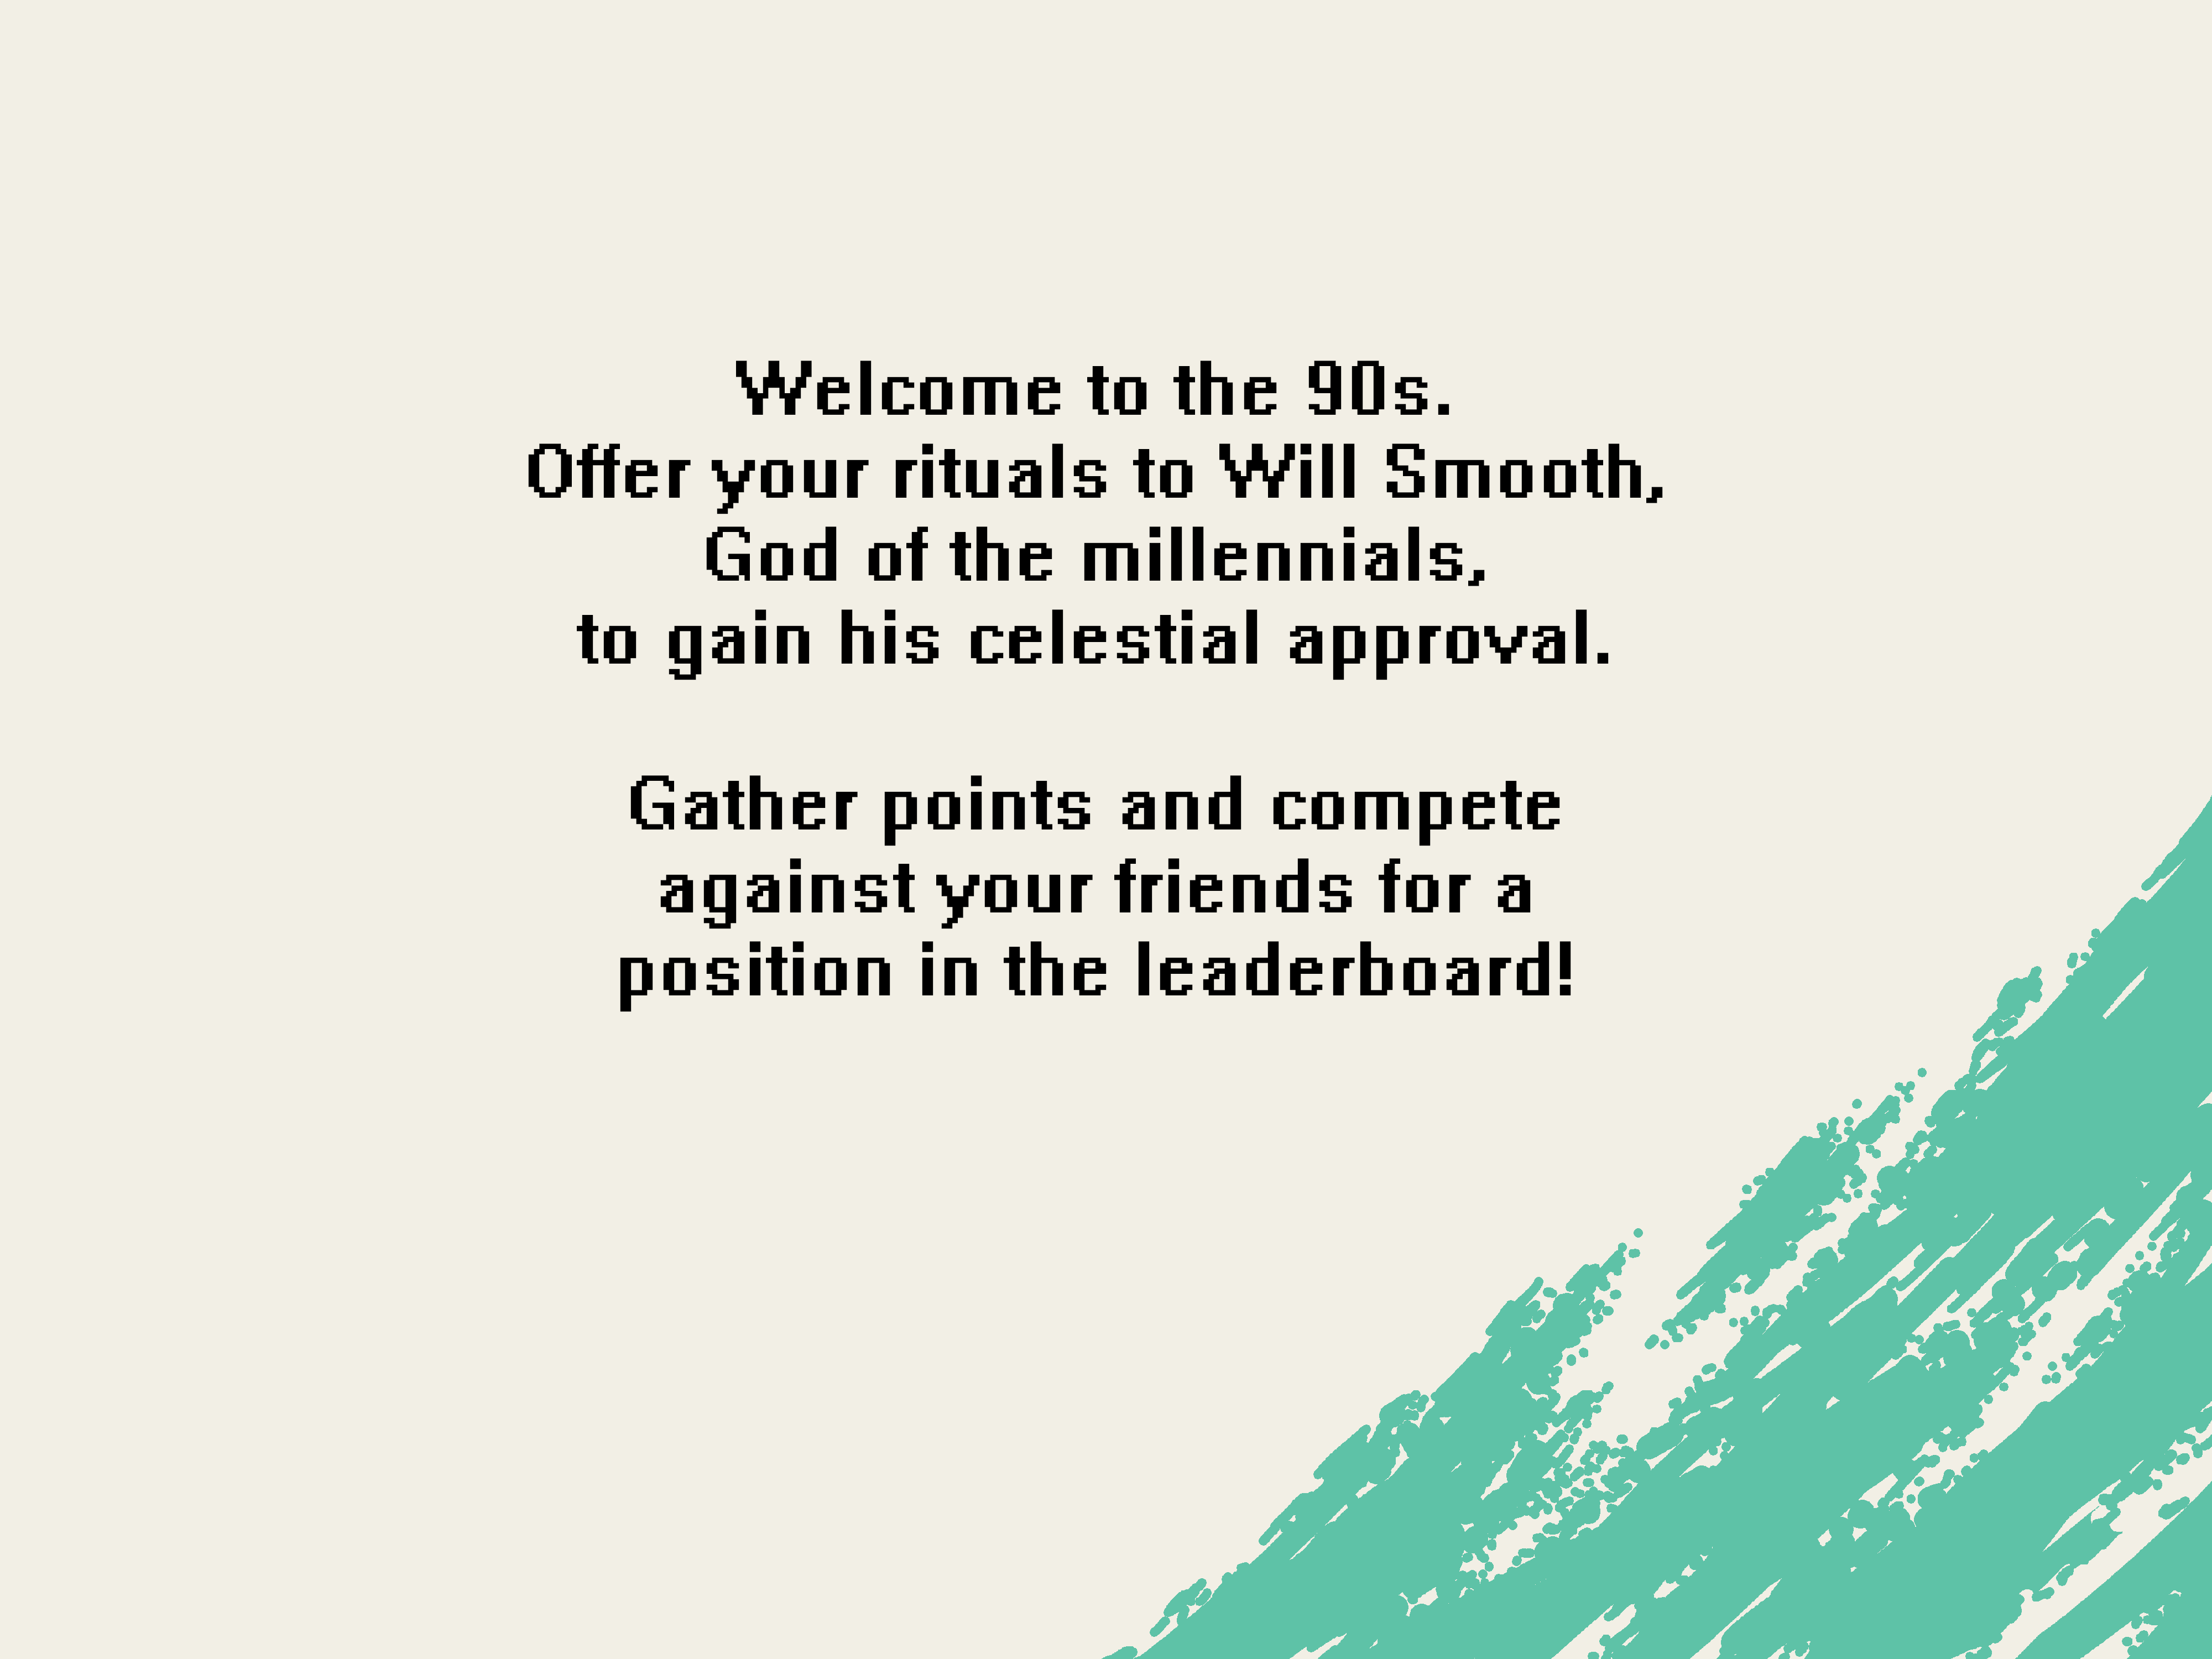 Welcome to the 90s.
Offer your rituals to Will Smooth,
God of the millennials,
to gain his celestial approval.
Gather points and compete
against your friends for a
position in the leaderboard!